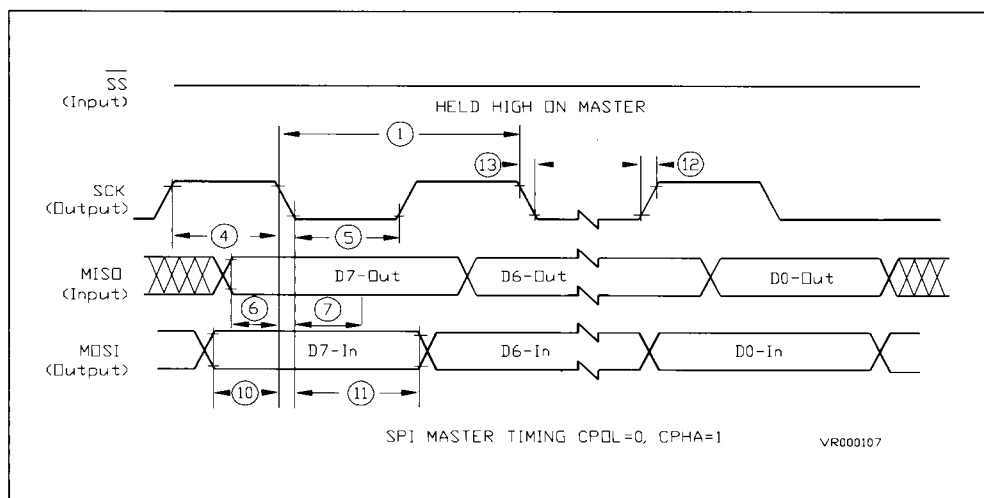 SS
(Input)
HELD HIGH ON MASTER
1
13
12
SCK
(Output)
4
5
MISO
(Input)
D7-Out
D6-Out
D0-Out
6
7
MOSI
(Output)
D7-In
D6-In
D0-In
10
11
SPI MASTER TIMING CPOL=0, CPHA=1
VR000107